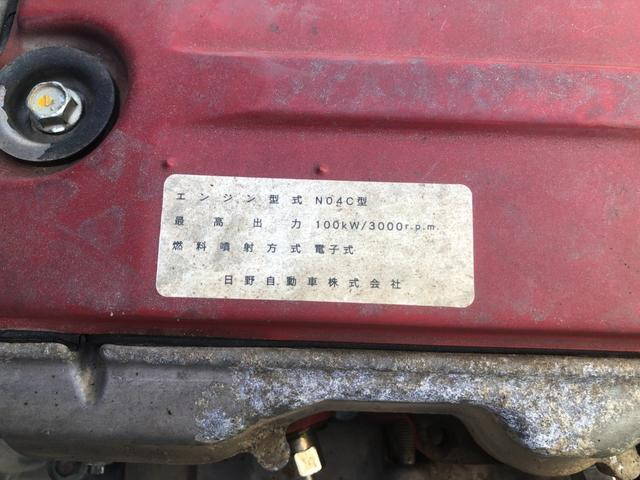 エンジン型式 N04C型
最高出力 100kW/3000r.p.m.
燃料噴射方式 電子式
日野自動車株式会社